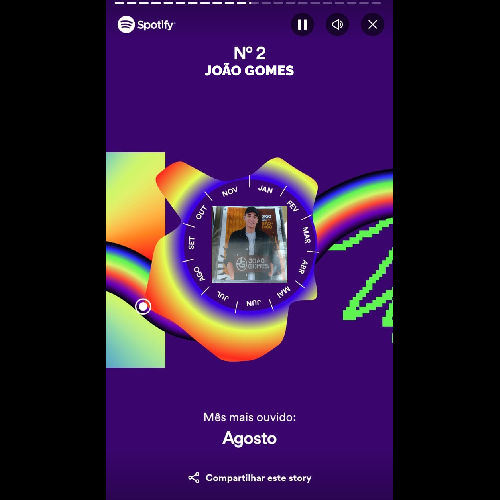 Spotify
Nº 2
JOÃO GOMES
JAN
FEV
MAR
ABR
MAI
JUN
JUL
AGO
SET
OUT
NOV
JOÃO
GOMES
Mês mais ouvido:
Agosto
Compartilhar este story